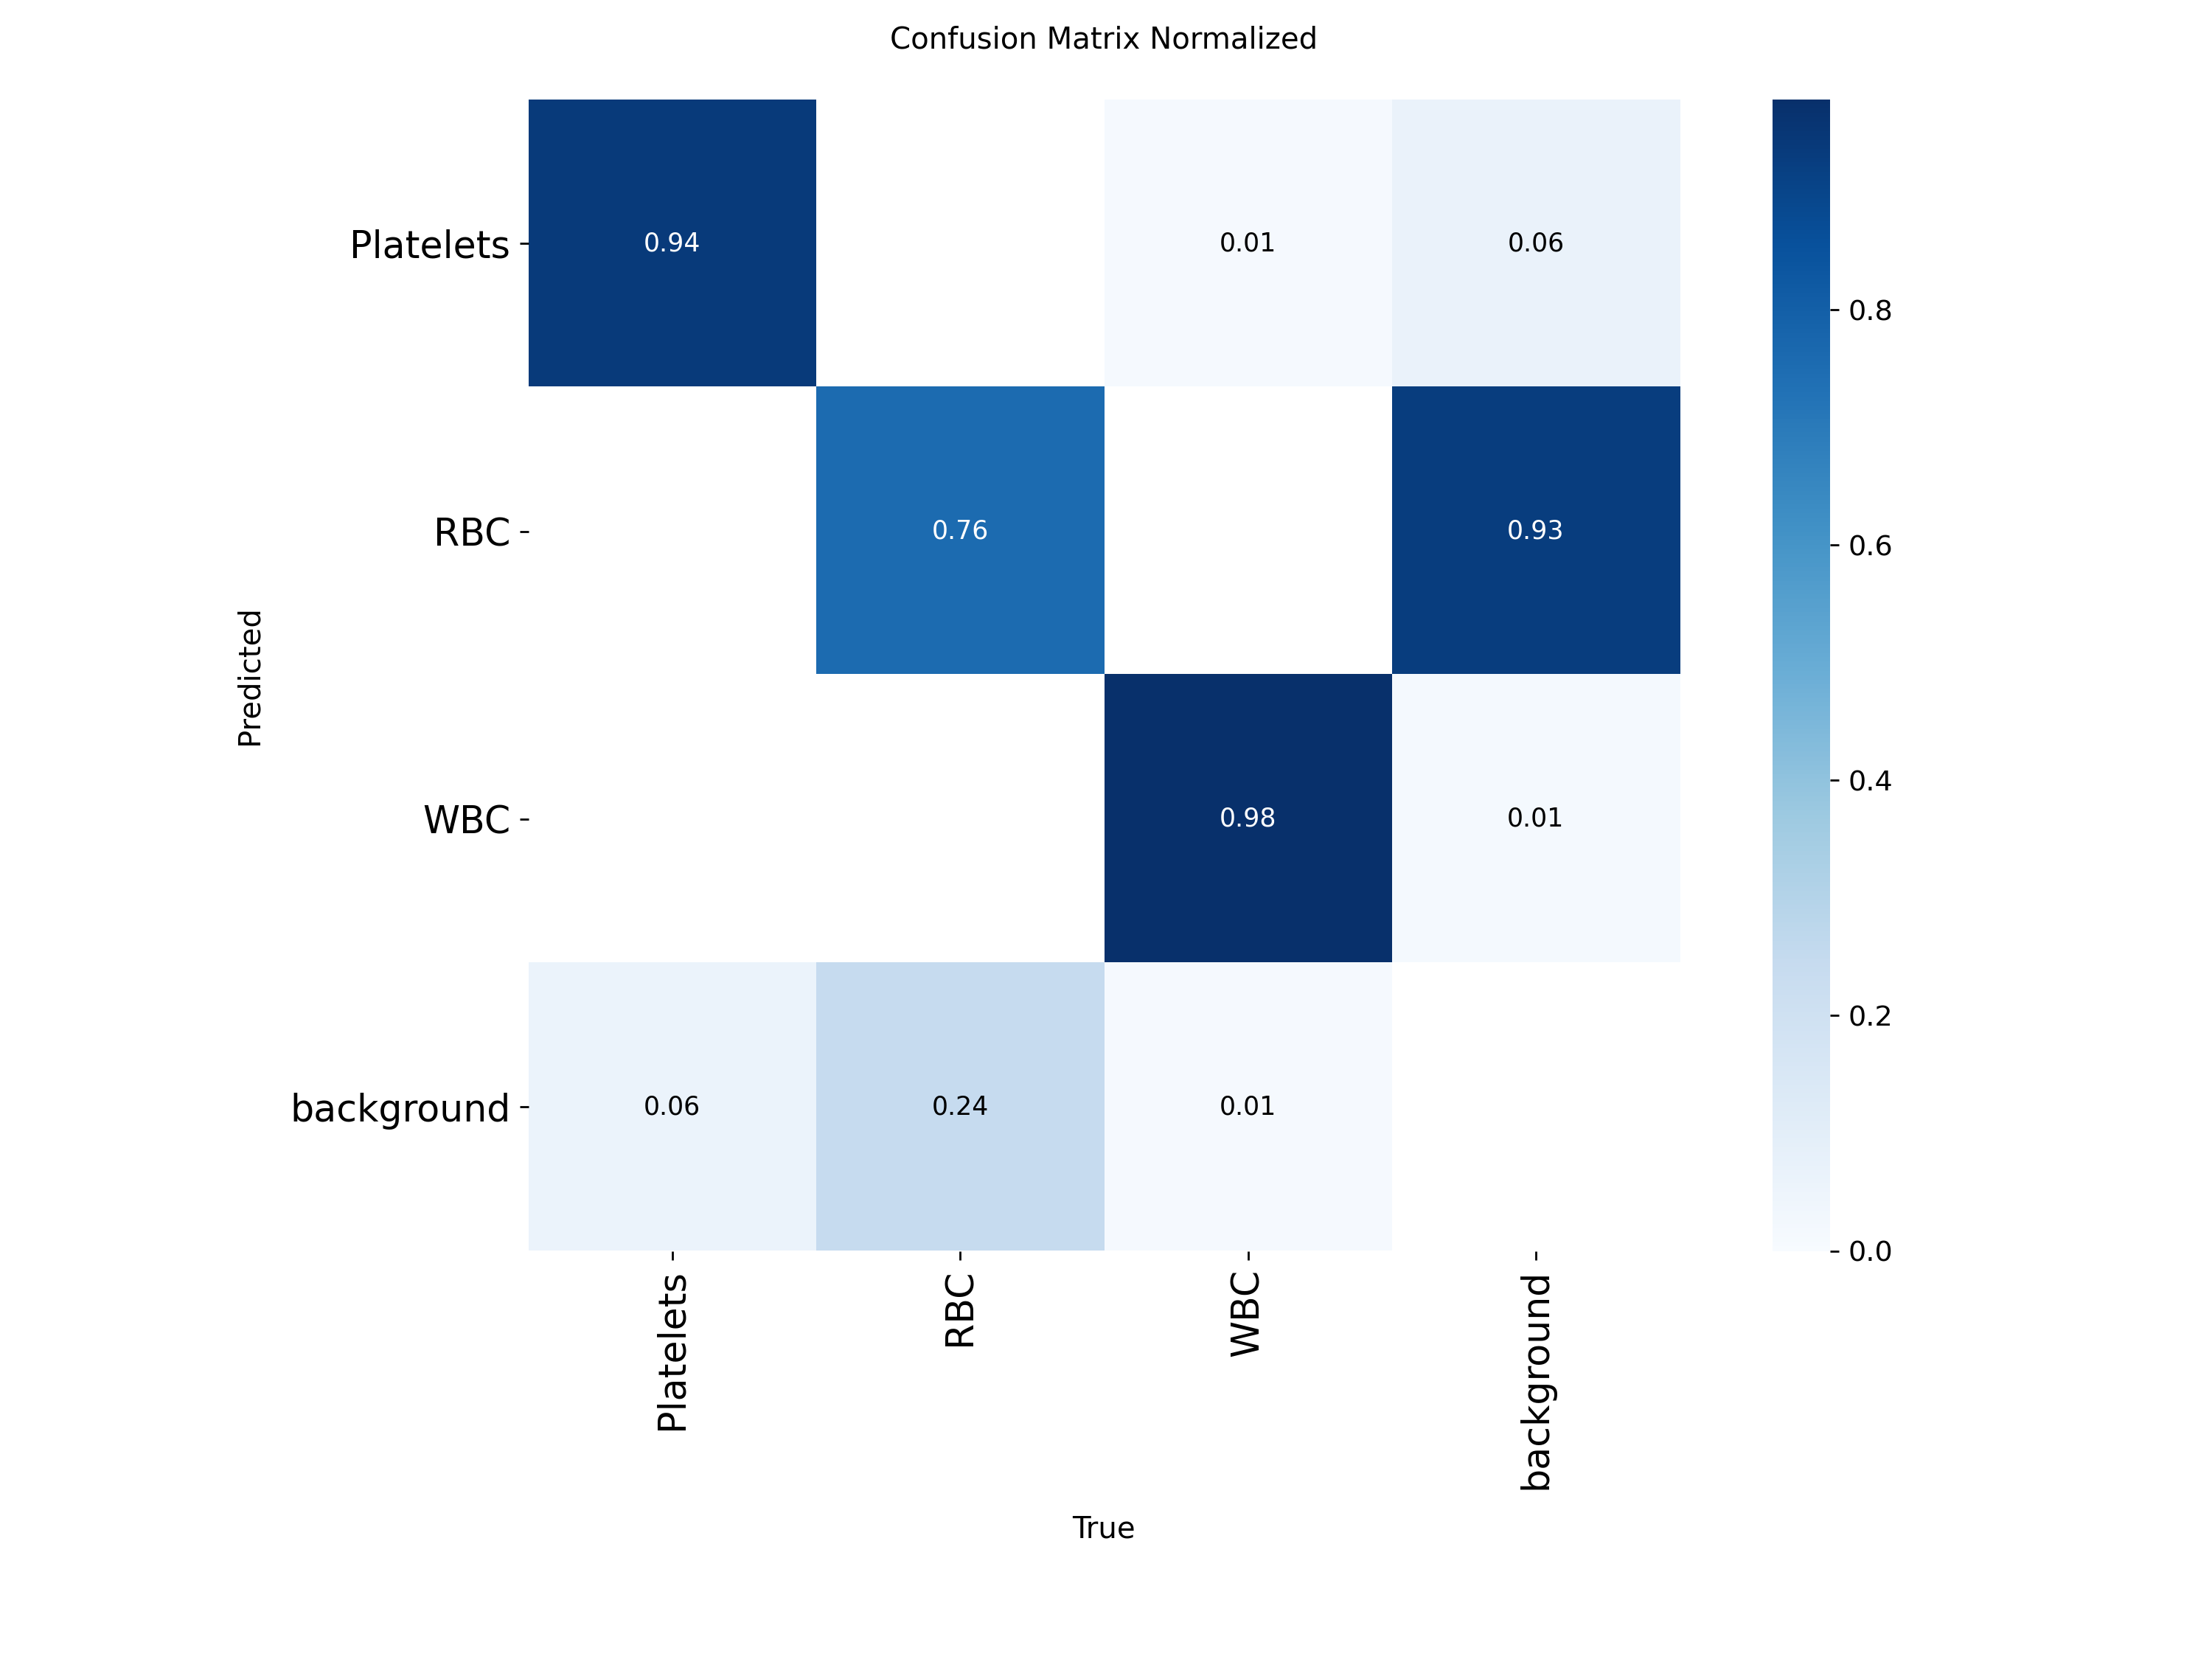 Confusion Matrix Normalized
Platelets
0.94
0.01
0.06
0.8
RBC
0.76
0.93
0.6
Predicted
WBC
0.98
0.01
0.4
0.2
background
0.06
0.24
0.01
0.0
Platelets
RBC
WBC
background
True